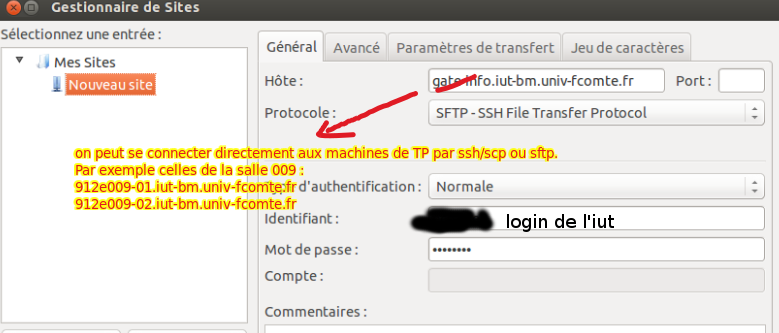 Gestionnaire de Sites
Sélectionnez une entrée :
Mes Sites
Nouveau site
Général
Avancé
Paramètres de transfert
Jeu de caractères
Hôte : gate.info.iut-bm.univ-fcomte.fr Port :
Protocole : SFTP - SSH File Transfer Protocol
on peut se connecter directement aux machines de TP par ssh/scp ou sftp.
Par exemple celles de la salle 009 :
912e009-01.iut-bm.univ-fcomte.fr
912e009-02.iut-bm.univ-fcomte.fr
d'authentification : Normale
Identifiant : login de l'iut
Mot de passe : ••••••••
Compte :
Commentaires :